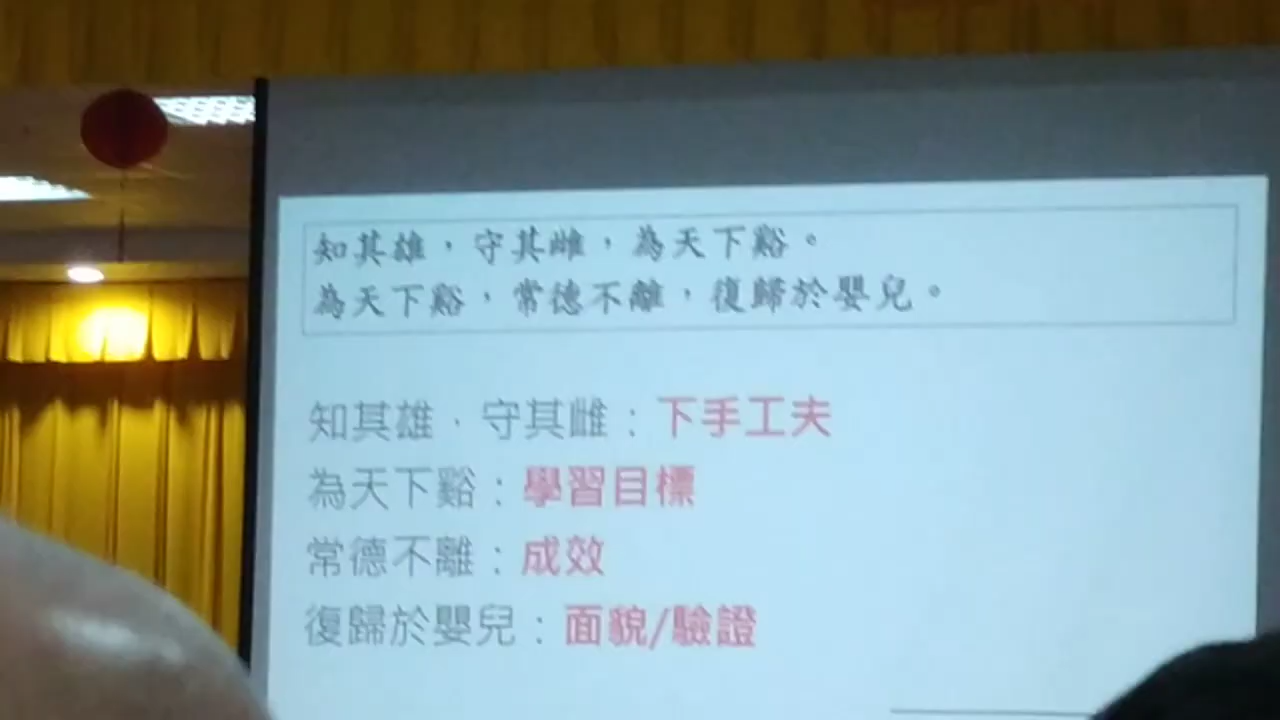 知其雄，守其雌，為天下谿。
為天下谿，常德不離，復歸於嬰兒。
知其雄，守其雌：下手工夫
為天下谿：學習目標
常德不離：成效
復歸於嬰兒：面貌/驗證